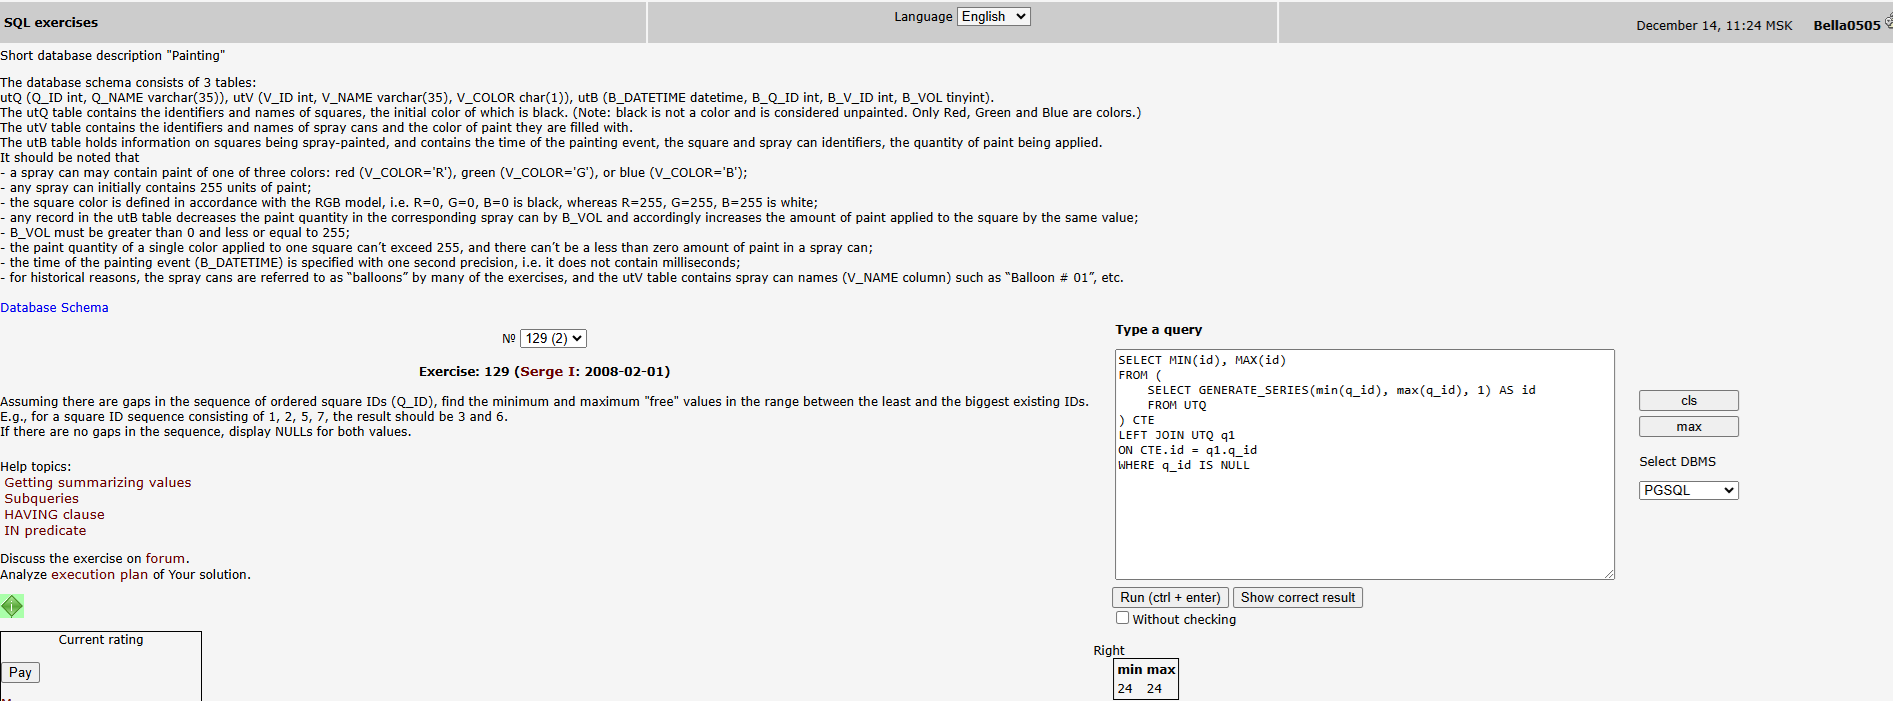 SQL exercises
Language English
December 14, 11:24 MSK Bella0505
Short database description "Painting"
The database schema consists of 3 tables:
utQ (Q_ID int, Q_NAME varchar(35)), utV (V_ID int, V_NAME varchar(35), V_COLOR char(1)), utB (B_DATETIME datetime, B_Q_ID int, B_V_ID int, B_VOL tinyint).
The utQ table contains the identifiers and names of squares, the initial color of which is black. (Note: black is not a color and is considered unpainted. Only Red, Green and Blue are colors.)
The utV table contains the identifiers and names of spray cans and the color of paint they are filled with.
The utB table holds information on squares being spray-painted, and contains the time of the painting event, the square and spray can identifiers, the quantity of paint being applied.
It should be noted that
- a spray can may contain paint of one of three colors: red (V_COLOR='R'), green (V_COLOR='G'), or blue (V_COLOR='B');
- any spray can initially contains 255 units of paint;
- the square color is defined in accordance with the RGB model, i.e. R=0, G=0, B=0 is black, whereas R=255, G=255, B=255 is white;
- any record in the utB table decreases the paint quantity in the corresponding spray can by B_VOL and accordingly increases the amount of paint applied to the square by the same value;
- B_VOL must be greater than 0 and less or equal to 255;
- the paint quantity of a single color applied to one square can’t exceed 255, and there can’t be a less than zero amount of paint in a spray can;
- the time of the painting event (B_DATETIME) is specified with one second precision, i.e. it does not contain milliseconds;
- for historical reasons, the spray cans are referred to as “balloons” by many of the exercises, and the utV table contains spray can names (V_NAME column) such as “Balloon # 01”, etc.
Database Schema
№ 129 (2)
Exercise: 129 (Serge I: 2008-02-01)
Assuming there are gaps in the sequence of ordered square IDs (Q_ID), find the minimum and maximum "free" values in the range between the least and the biggest existing IDs.
E.g., for a square ID sequence consisting of 1, 2, 5, 7, the result should be 3 and 6.
If there are no gaps in the sequence, display NULLs for both values.
Help topics:
Getting summarizing values
Subqueries
HAVING clause
IN predicate
Discuss the exercise on forum.
Analyze execution plan of Your solution.
Current rating
Pay
Type a query
SELECT MIN(id), MAX(id)
FROM (
SELECT GENERATE_SERIES(min(q_id), max(q_id), 1) AS id
FROM UTQ
) CTE
LEFT JOIN UTQ q1
ON CTE.id = q1.q_id
WHERE q_id IS NULL
cls
max
Select DBMS
PGSQL
Run (ctrl + enter) Show correct result
Without checking
Right
min max
24 24